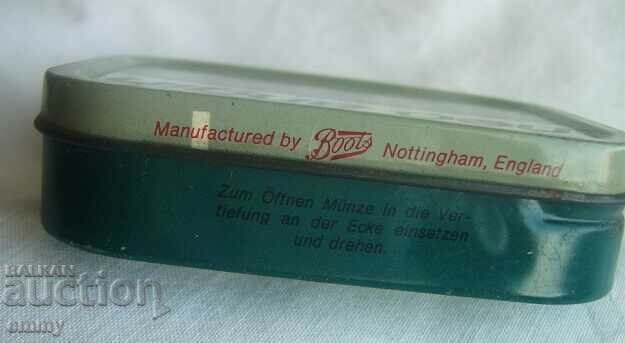 Manufactured by Boots Nottingham, England
Zum Öffnen Münze in die Ver-
tiefung an der Ecke einsetzen
und drehen.
BALKAN
auction
emmy